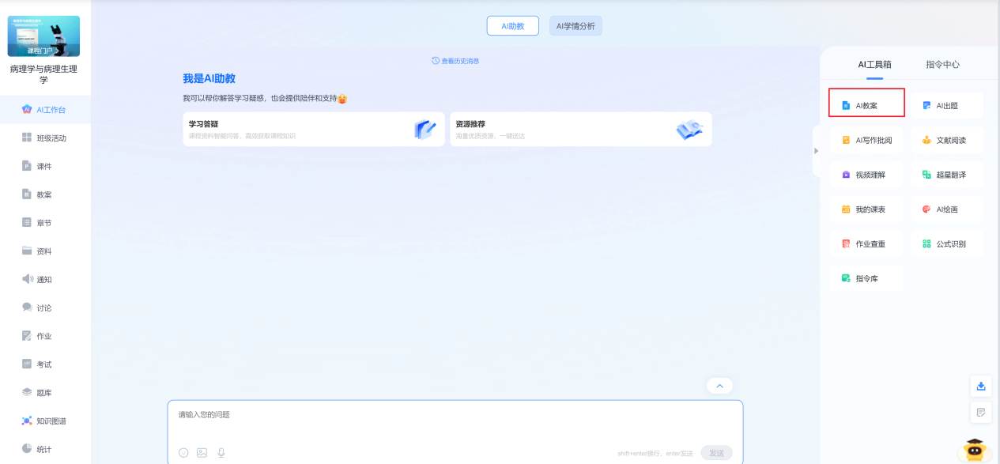 课程门户
病理学与病理生理
学
AI工作台
班级活动
课件
教案
章节
资料
通知
讨论
作业
考试
题库
知识图谱
统计
AI助教
AI学情分析
查看历史消息
我是AI助教
我可以帮你解答学习疑惑，也会提供陪伴和支持
学习答疑
课程资料智能问答，高效获取课程知识
资源推荐
海量优质资源，一键送达
请输入您的问题
shift+enter换行，enter发送
发送
AI工具箱
指令中心
AI教案
AI出题
AI写作批阅
文献阅读
视频理解
超星翻译
我的课表
AI绘画
作业查重
公式识别
指令库